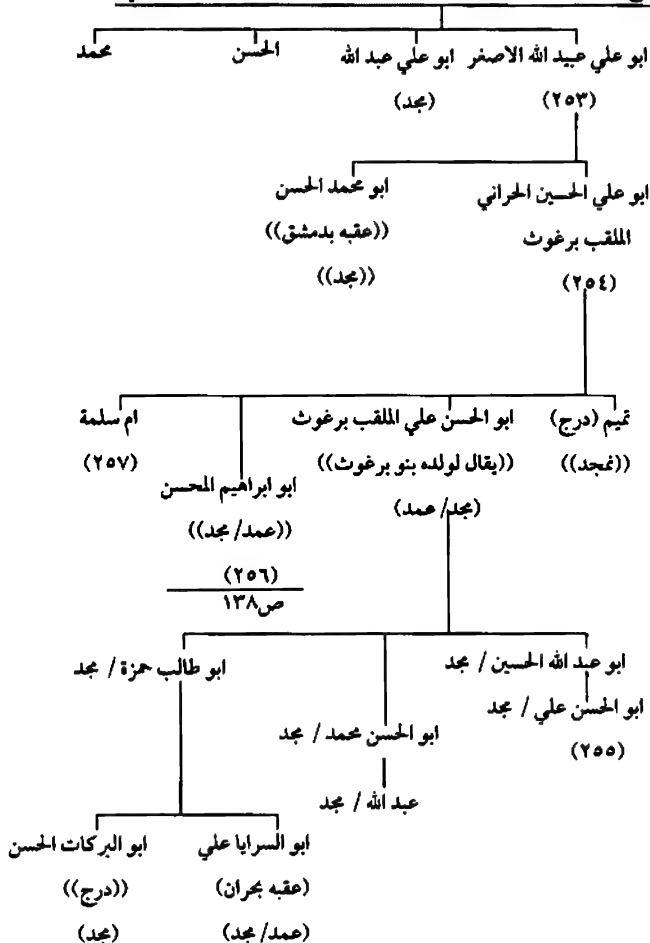 ابو علي عبيد الله الاصغر ابو علي عبد الله الحسن محمد
(٢٥٣) (مجد)
ابو علي الحسين الحراني ابو محمد الحسن
الملقب برغوث ((عقبه بدمشق))
(٢٥٤) ((مجد))
تميم (درج) ابو الحسن علي الملقب برغوث ام سلمة
((نمجد)) ((يقال لولده بنو برغوث)) (٢٥٧)
ابو ابراهيم المحسن
(مجد/ عمد) ((عمد/ مجد))
(٢٥٦)
ص١٣٨
ابو عبد الله الحسين / مجد ابو طالب حمزة / مجد
ابو الحسن علي / مجد
(٢٥٥) ابو الحسن محمد / مجد
عبد الله / مجد
ابو السرايا علي ابو البركات الحسن
(عقبه بحران) ((درج))
(عمد/ مجد) (مجد)